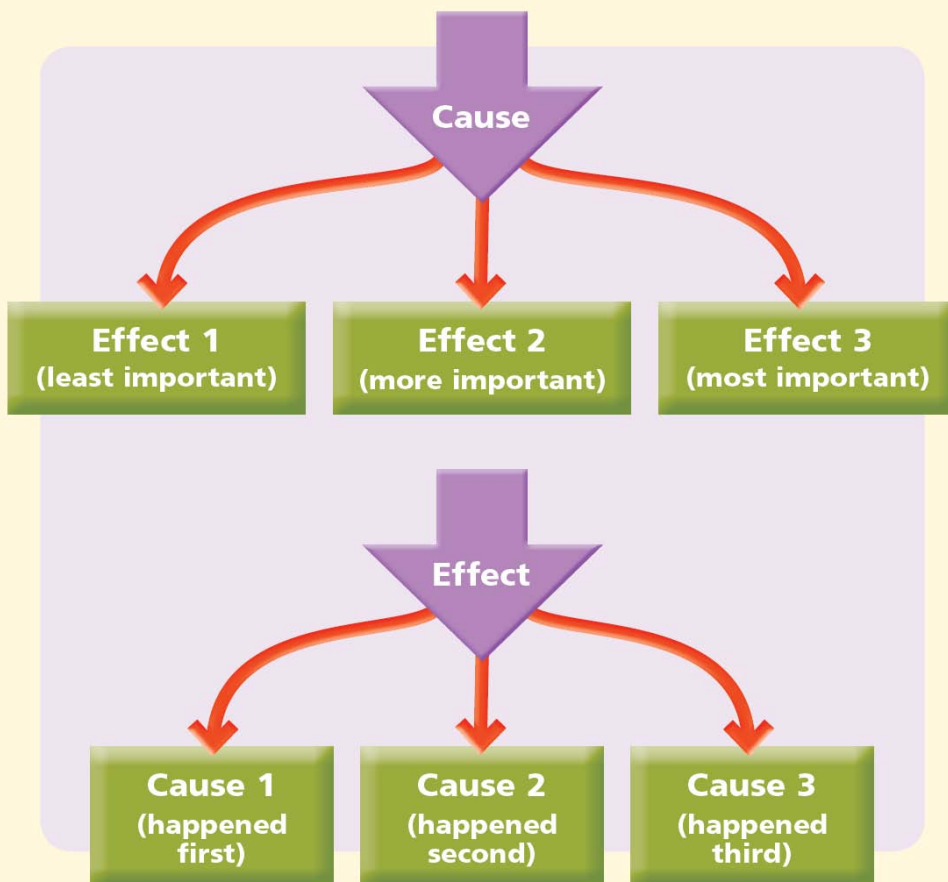 Cause
Effect 1
(least important)
Effect 2
(more important)
Effect 3
(most important)
Effect
Cause 1
(happened
first)
Cause 2
(happened
second)
Cause 3
(happened
third)